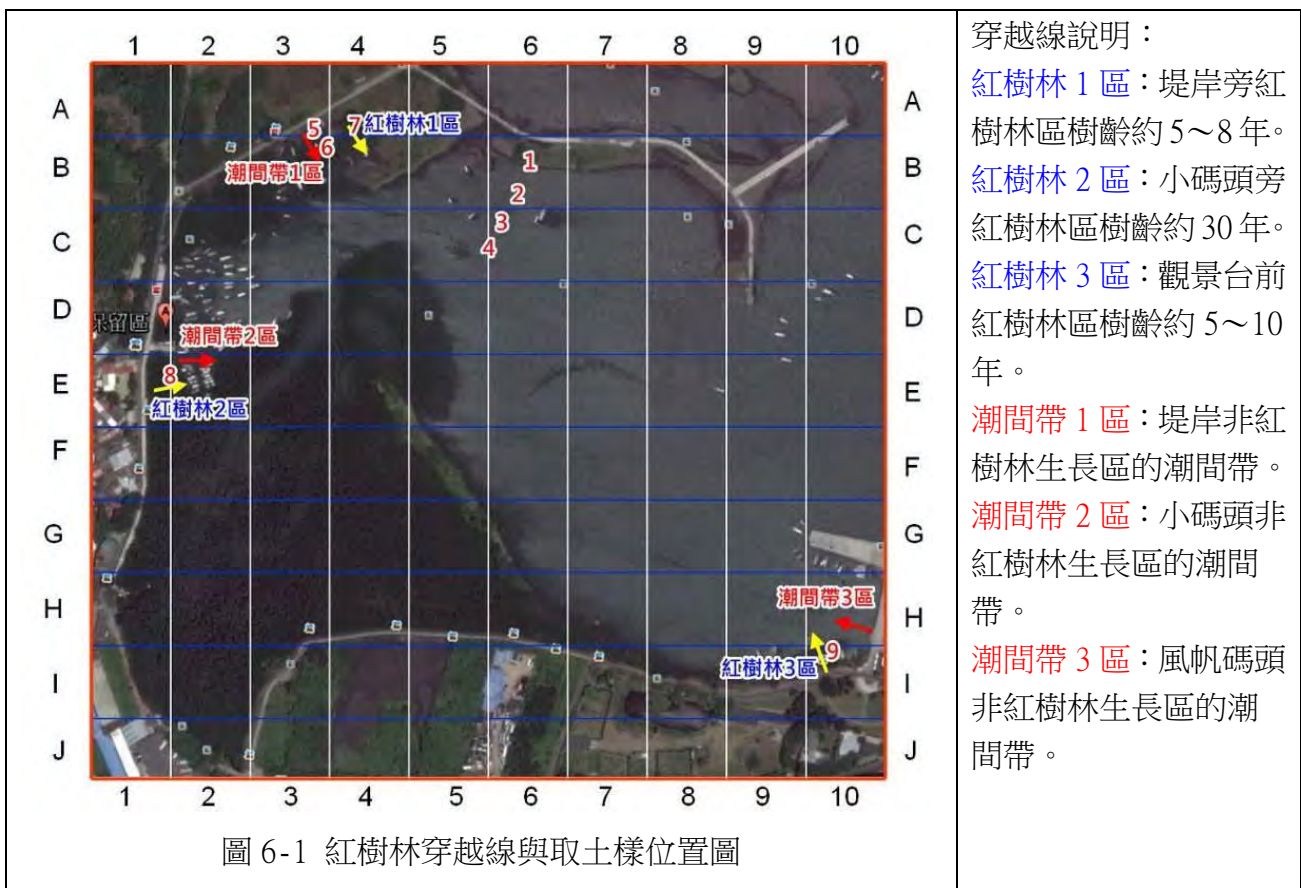 1 2 3 4 5 6 7 8 9 10
A A
5 7 紅樹林1區
6
B 1 B
潮間帶1區
2
3
C C
4
D D
A
保留區
潮間帶2區
8
E E
紅樹林2區
F F
G G
潮間帶3區
H H
9
紅樹林3區
I I
J J
1 2 3 4 5 6 7 8 9 10
圖 6-1 紅樹林穿越線與取土樣位置圖
穿越線說明：
紅樹林 1 區：堤岸旁紅
樹林區樹齡約 5～8 年。
紅樹林 2 區：小碼頭旁
紅樹林區樹齡約 30 年。
紅樹林 3 區：觀景台前
紅樹林區樹齡約 5～10
年。
潮間帶 1 區：堤岸非紅
樹林生長區的潮間帶。
潮間帶 2 區：小碼頭非
紅樹林生長區的潮間
帶。
潮間帶 3 區：風帆碼頭
非紅樹林生長區的潮
間帶。